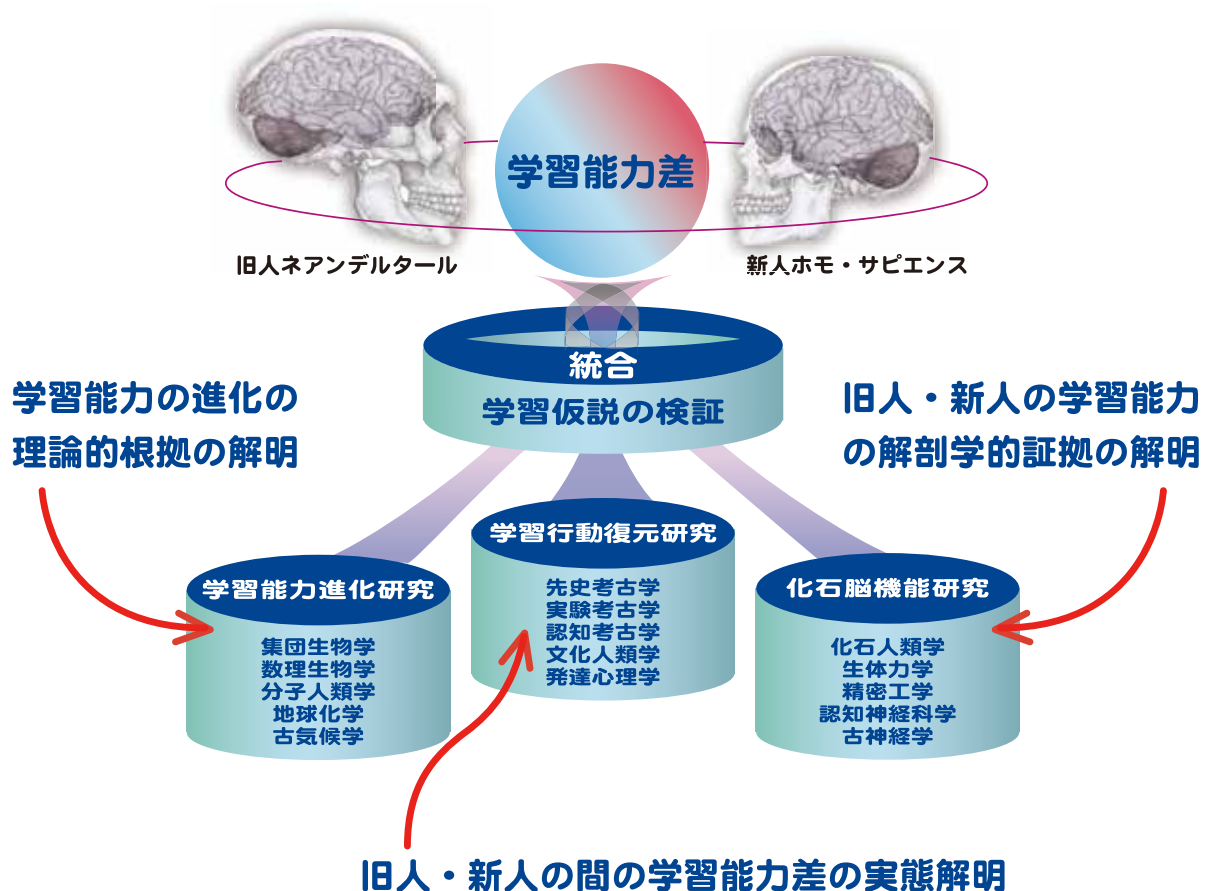 学習能力差
旧人ネアンデルタール
新人ホモ・サピエンス
統合
学習仮説の検証
学習能力の進化の
理論的根拠の解明
旧人・新人の学習能力
の解剖学的証拠の解明
学習能力進化研究
集団生物学
数理生物学
分子人類学
地球化学
古気候学
学習行動復元研究
先史考古学
実験考古学
認知考古学
文化人類学
発達心理学
化石脳機能研究
化石人類学
生体力学
精密工学
認知神経科学
古神経学
旧人・新人の間の学習能力差の実態解明